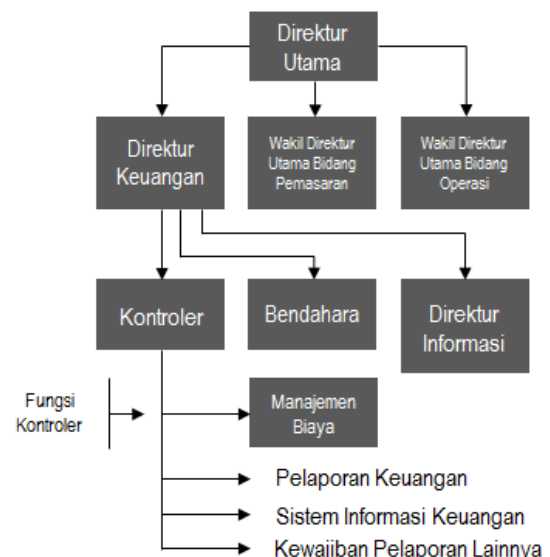 Direktur
Utama
Direktur
Keuangan
Wakil Direktur
Utama Bidang
Pemasaran
Wakil Direktur
Utama Bidang
Operasi
Kontroler
Bendahara
Direktur
Informasi
Fungsi
Kontroler
Manajemen
Biaya
Pelaporan Keuangan
Sistem Informasi Keuangan
Kewajiban Pelaporan Lainnya